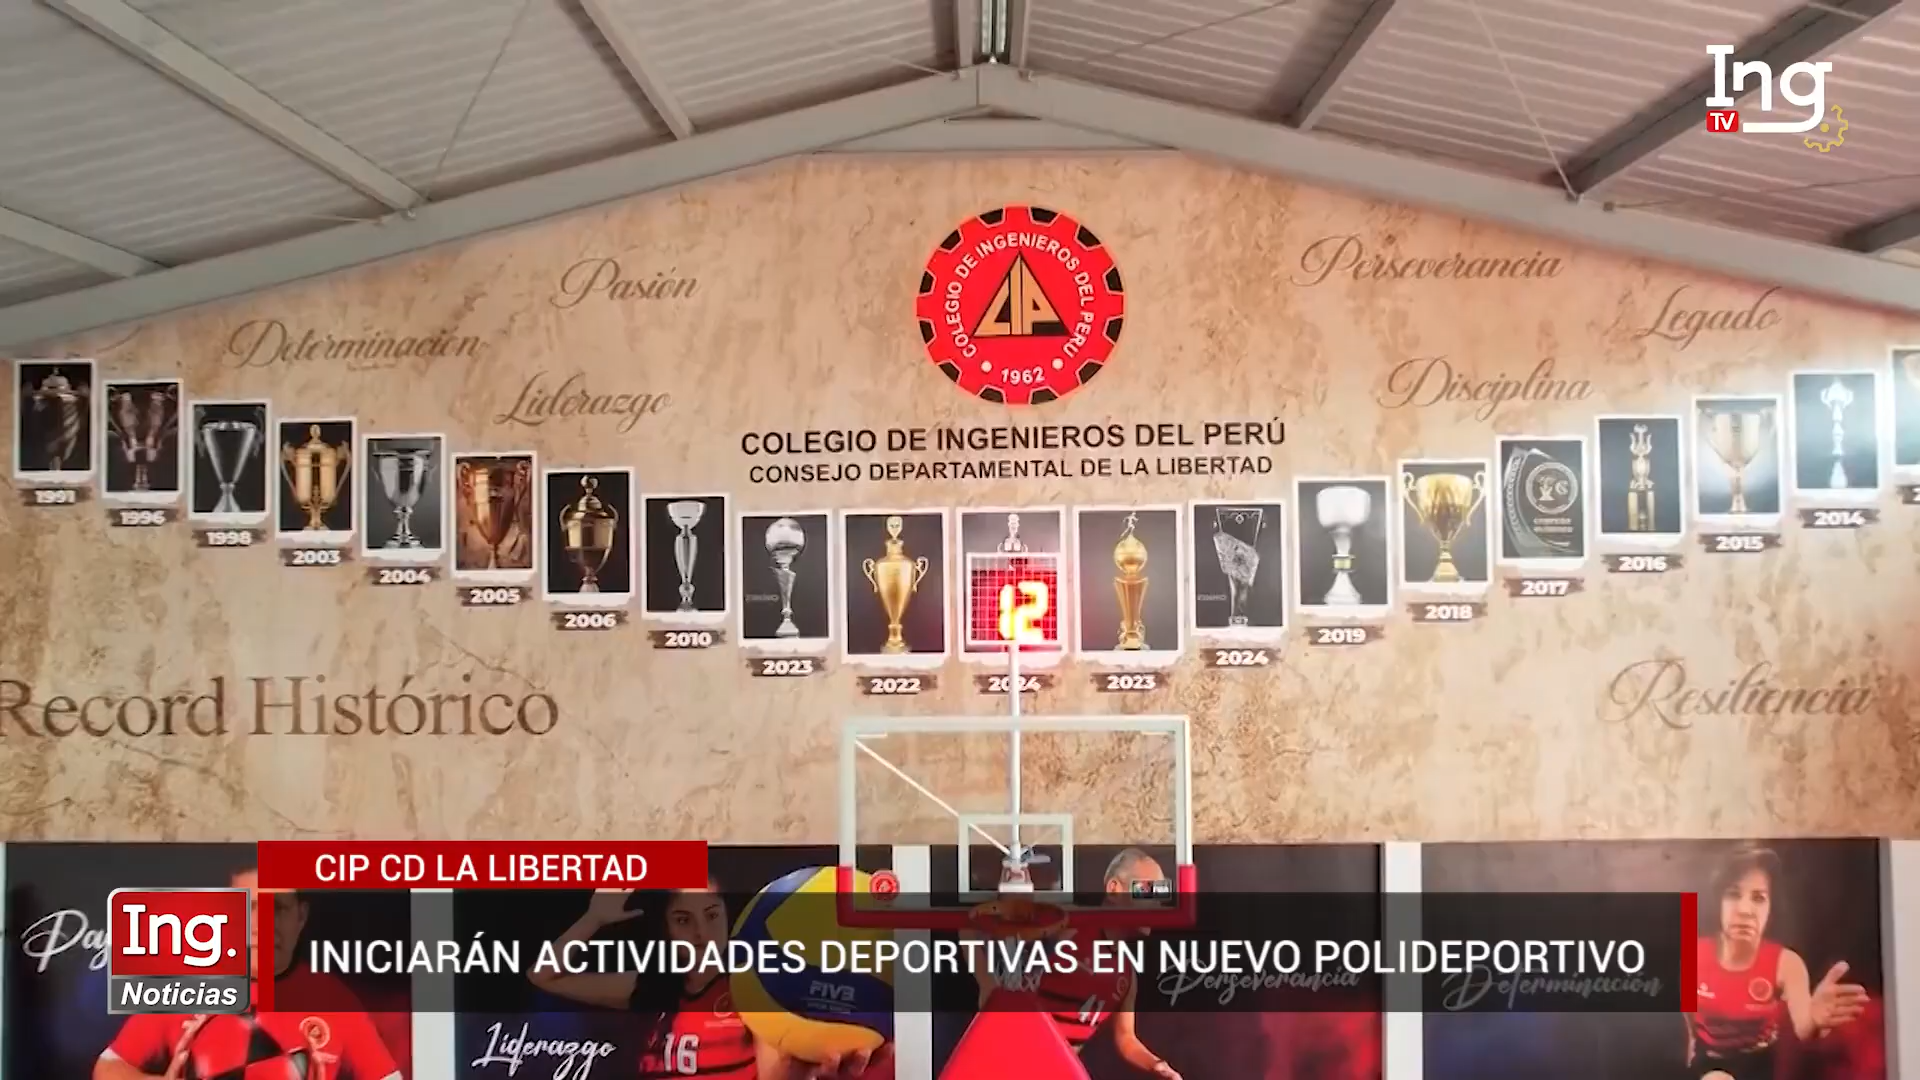 Ing
TV
COLEGIO DE INGENIEROS DEL PERU
CIP
1962
Pasión
Perseverancia
Determinación
Legado
Liderazgo
Disciplina
COLEGIO DE INGENIEROS DEL PERÚ
CONSEJO DEPARTAMENTAL DE LA LIBERTAD
1991
1996
1998
2003
2004
2005
2006
2010
2023
2022
2024
2023
2024
2019
2018
2017
2016
2015
2014
12
Record Histórico
Resiliencia
CIP CD LA LIBERTAD
Ing.
Noticias
INICIARÁN ACTIVIDADES DEPORTIVAS EN NUEVO POLIDEPORTIVO
FIVB
Perseverancia
Determinación
Liderazgo
16
41